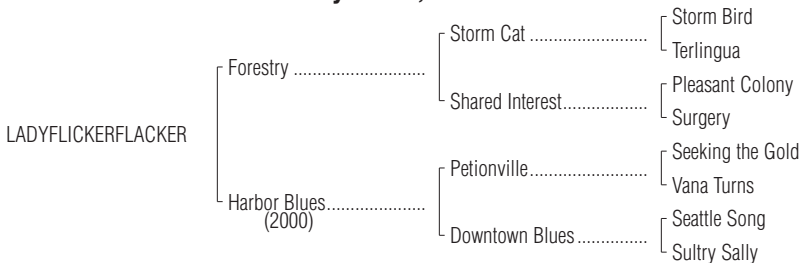 Storm Bird
Storm Cat ..........................
Terlingua
Forestry ............................
Pleasant Colony
Shared Interest..................
Surgery
LADYFLICKERFLACKER
Seeking the Gold
Petionville.........................
Vana Turns
Harbor Blues.....................
(2000)
Seattle Song
Downtown Blues ...............
Sultry Sally